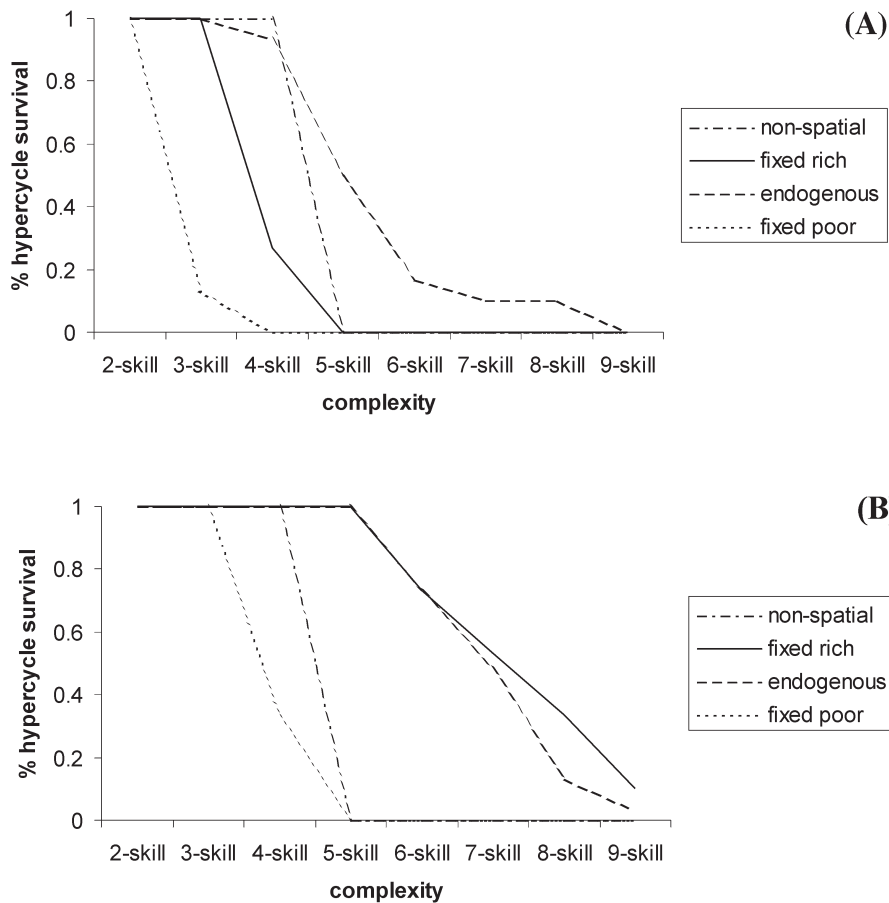 (A)
% hypercycle survival
1
0.8
0.6
0.4
0.2
0
2-skill 3-skill 4-skill 5-skill 6-skill 7-skill 8-skill 9-skill
complexity
non-spatial
fixed rich
endogenous
fixed poor
(B
% hypercycle survival
1
0.8
0.6
0.4
0.2
0
2-skill 3-skill 4-skill 5-skill 6-skill 7-skill 8-skill 9-skill
complexity
non-spatial
fixed rich
endogenous
fixed poor